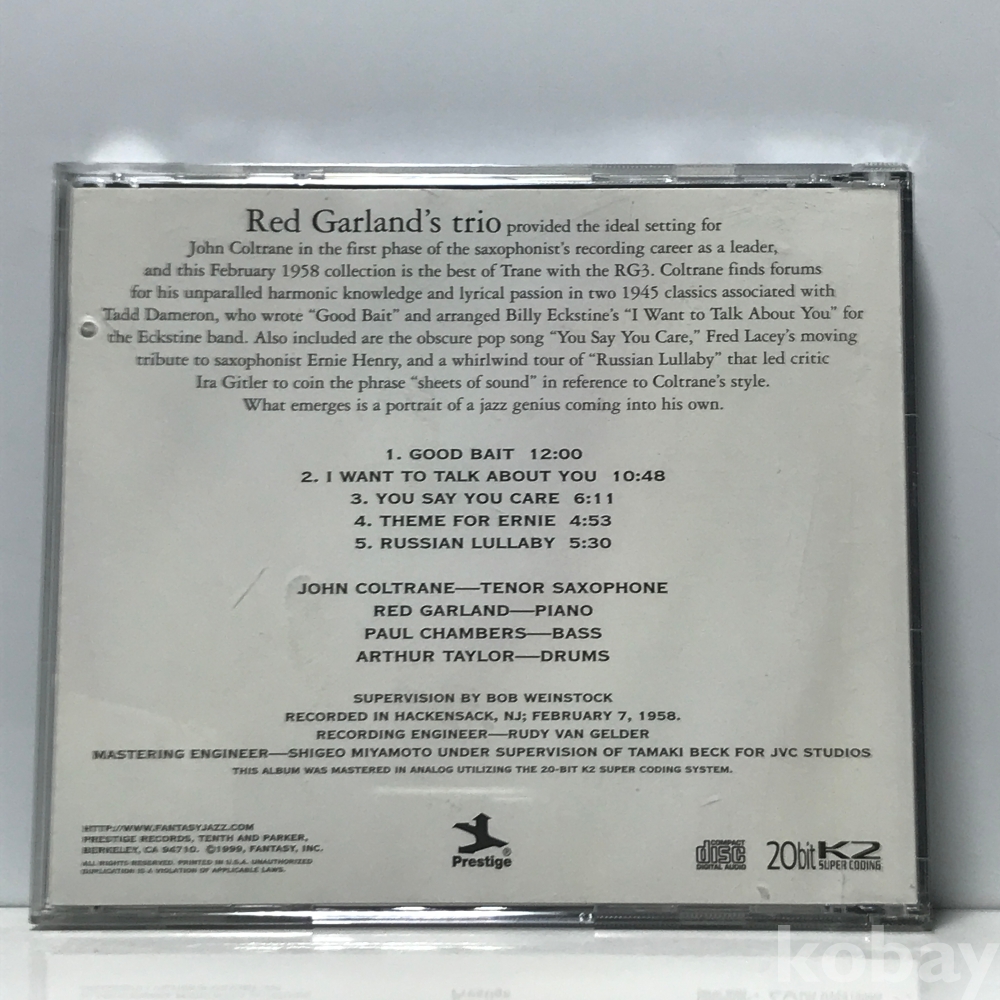 Red Garland's trio provided the ideal setting for
John Coltrane in the first phase of the saxophonist's recording career as a leader,
and this February 1958 collection is the best of Trane with the RG3. Coltrane finds forums
for his unparalled harmonic knowledge and lyrical passion in two 1945 classics associated with
Tadd Dameron, who wrote "Good Bait" and arranged Billy Eckstine's "I Want to Talk About You" for
the Eckstine band. Also included are the obscure pop song "You Say You Care," Fred Lacey's moving
tribute to saxophonist Ernie Henry, and a whirlwind tour of "Russian Lullaby" that led critic
Ira Gitler to coin the phrase "sheets of sound" in reference to Coltrane's style.
What emerges is a portrait of a jazz genius coming into his own.
1. GOOD BAIT 12:00
2. I WANT TO TALK ABOUT YOU 10:48
3. YOU SAY YOU CARE 6:11
4. THEME FOR ERNIE 4:53
5. RUSSIAN LULLABY 5:30
JOHN COLTRANE—TENOR SAXOPHONE
RED GARLAND—PIANO
PAUL CHAMBERS—BASS
ARTHUR TAYLOR—DRUMS
SUPERVISION BY BOB WEINSTOCK
RECORDED IN HACKENSACK, NJ; FEBRUARY 7, 1958.
RECORDING ENGINEER—RUDY VAN GELDER
MASTERING ENGINEER—SHIGEO MIYAMOTO UNDER SUPERVISION OF TAMAKI BECK FOR JVC STUDIOS
THIS ALBUM WAS MASTERED IN ANALOG UTILIZING THE 20-BIT K2 SUPER CODING SYSTEM.
HTTP://WWW.FANTASYJAZZ.COM
PRESTIGE RECORDS, TENTH AND PARKER,
BERKELEY, CA 94710. ©1999, FANTASY, INC.
ALL RIGHTS RESERVED. PRINTED IN U.S.A. UNAUTHORIZED
DUPLICATION IS A VIOLATION OF APPLICABLE LAWS.
Prestige®
COMPACT
disc
DIGITAL AUDIO
20bit K2
SUPER CODING
kobay